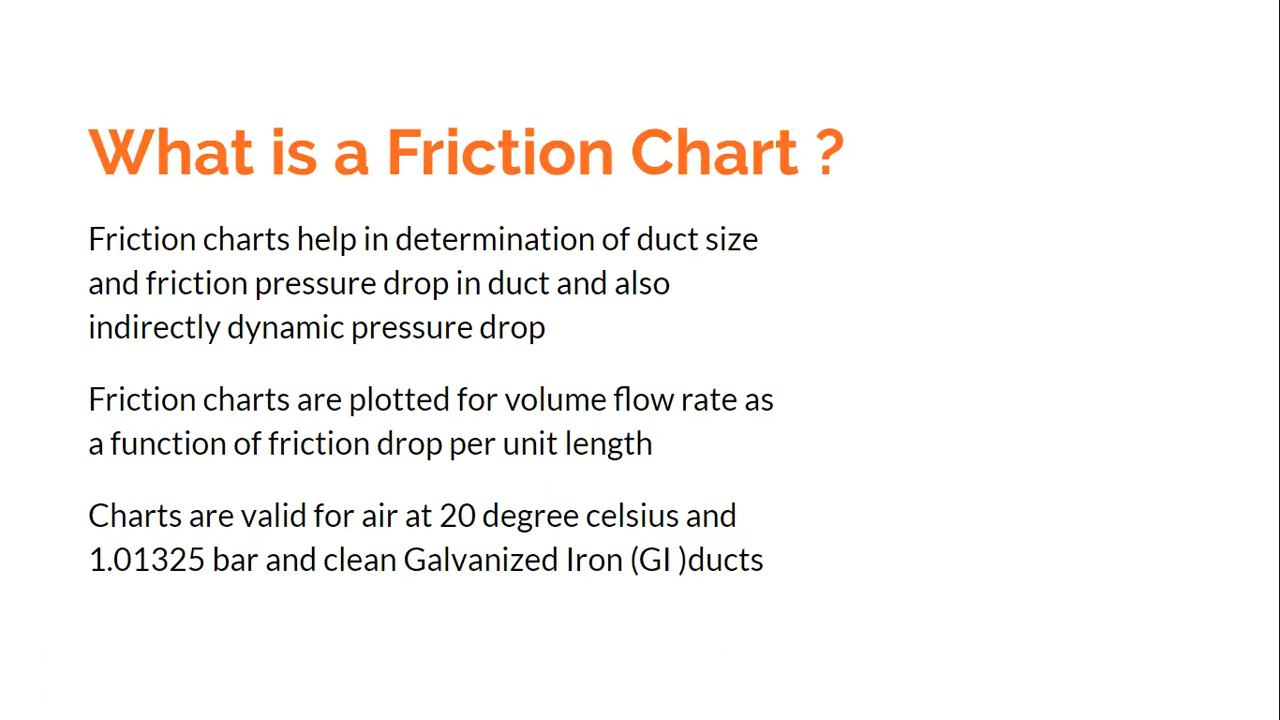 What is a Friction Chart ?
Friction charts help in determination of duct size
and friction pressure drop in duct and also
indirectly dynamic pressure drop
Friction charts are plotted for volume flow rate as
a function of friction drop per unit length
Charts are valid for air at 20 degree celsius and
1.01325 bar and clean Galvanized Iron (GI )ducts